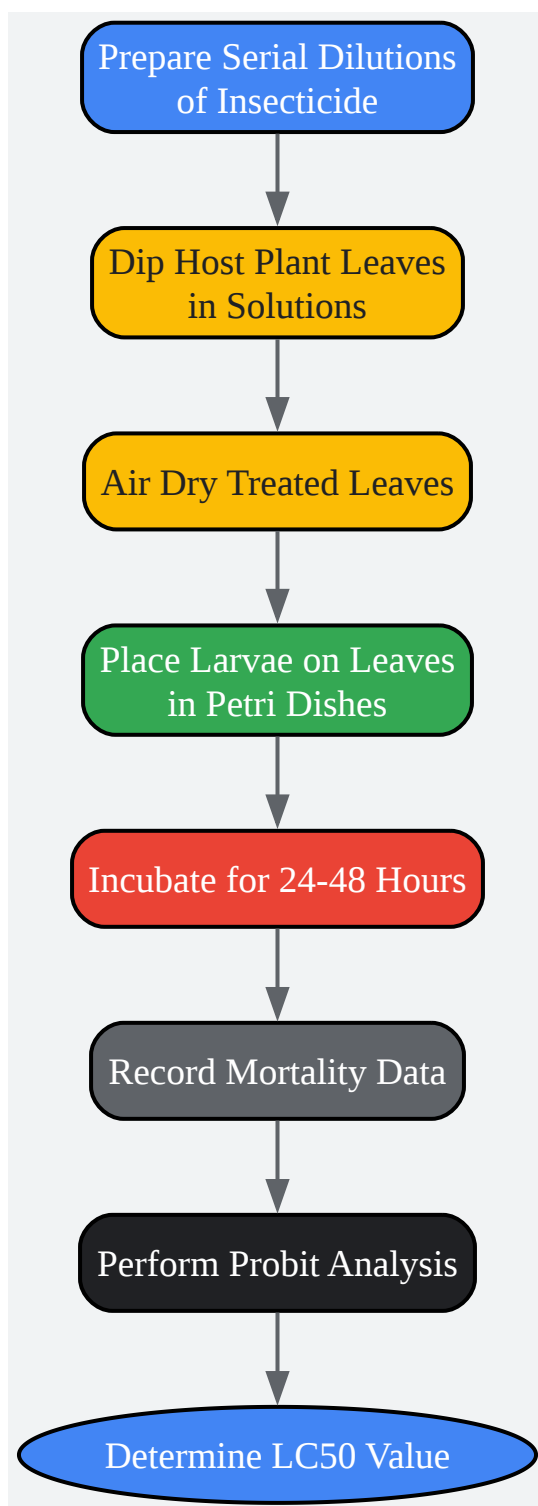 Prepare Serial Dilutions
of Insecticide
Dip Host Plant Leaves
in Solutions
Air Dry Treated Leaves
Place Larvae on Leaves
in Petri Dishes
Incubate for 24-48 Hours
Record Mortality Data
Perform Probit Analysis
Determine LC50 Value